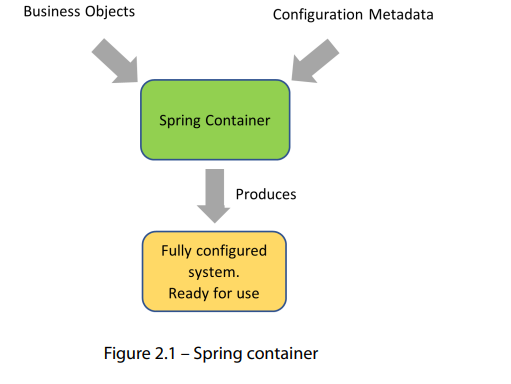 Business Objects
Configuration Metadata
Spring Container
Produces
Fully configured
system.
Ready for use
Figure 2.1 – Spring container